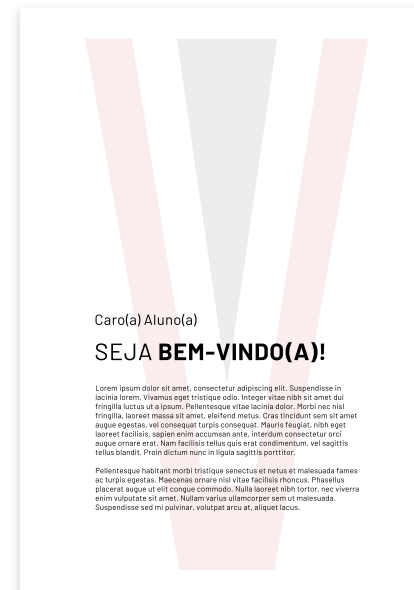 Caro(a) Aluno(a)
SEJA BEM-VINDO(A)!
Lorem ipsum dolor sit amet, consectetur adipiscing elit. Suspendisse in
lacinia lorem. Vivamus eget tristique odio. Integer vitae nibh sit amet dui
fringilla luctus ut a ipsum. Pellentesque vitae lacinia dolor. Morbi nec nisl
fringilla, laoreet massa sit amet, eleifend metus. Cras tincidunt sem sit amet
augue egestas, vel consequat turpis consequat. Mauris feugiat, nibh eget
laoreet facilisis, sapien enim accumsan ante, interdum consectetur orci
augue ornare erat. Nam facilisis tellus quis erat condimentum, vel sagittis
tellus blandit. Proin dictum nunc in ligula sagittis porttitor.
Pellentesque habitant morbi tristique senectus et netus et malesuada fames
ac turpis egestas. Maecenas ornare nisl vitae facilisis rhoncus. Phasellus
placerat augue ut elit congue commodo. Nulla laoreet nibh tortor, nec viverra
enim vulputate sit amet. Nullam varius ullamcorper sem ut malesuada.
Suspendisse sed mi pulvinar, volutpat arcu at, aliquet lacus.